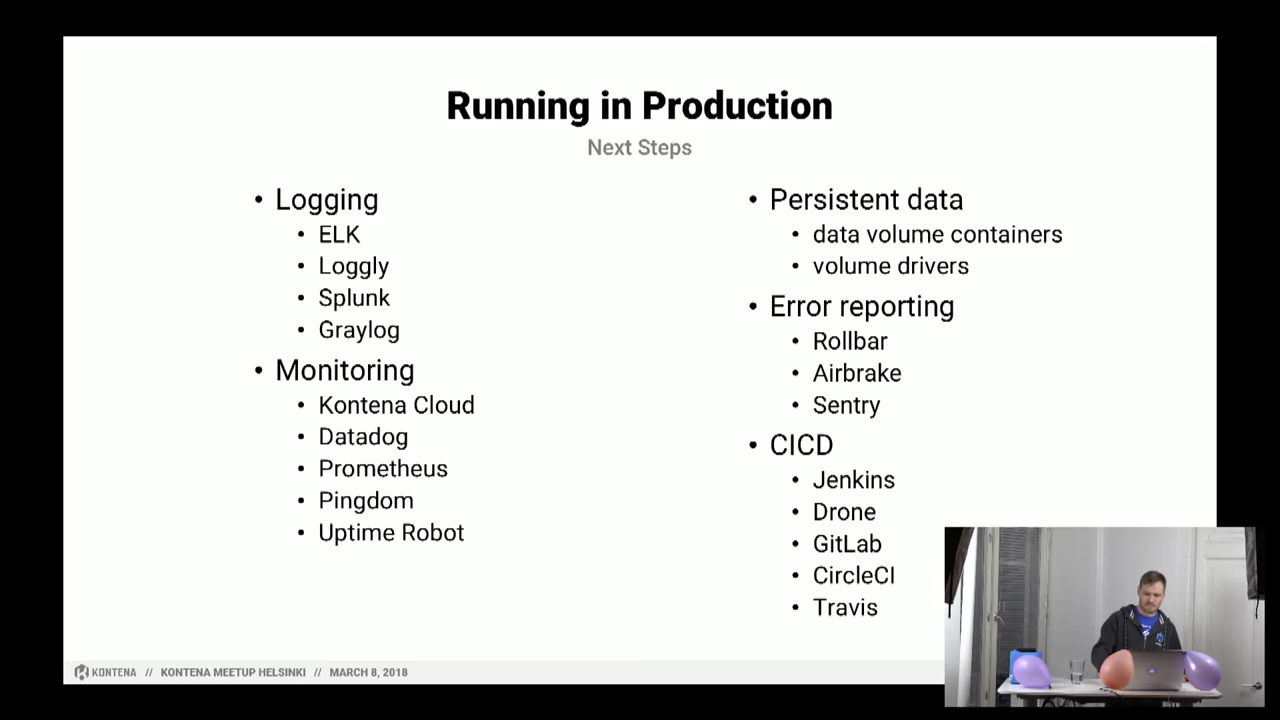 Running in Production
Next Steps
• Logging
• ELK
• Loggly
• Splunk
• Graylog
• Monitoring
• Kontena Cloud
• Datadog
• Prometheus
• Pingdom
• Uptime Robot
• Persistent data
• data volume containers
• volume drivers
• Error reporting
• Rollbar
• Airbrake
• Sentry
• CICD
• Jenkins
• Drone
• GitLab
• CircleCI
• Travis
KONTENA // KONTENA MEETUP HELSINKI // MARCH 8, 2018